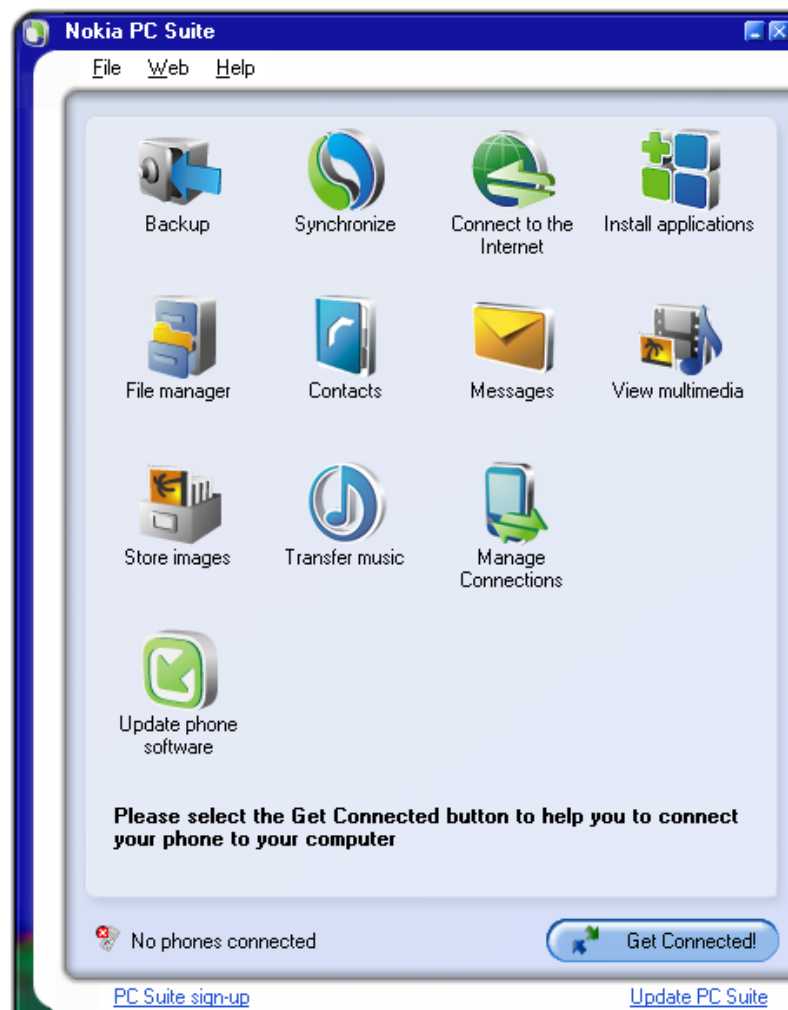 Nokia PC Suite
File Web Help
Backup
Synchronize
Connect to the
Internet
Install applications
File manager
Contacts
Messages
View multimedia
Store images
Transfer music
Manage
Connections
Update phone
software
Please select the Get Connected button to help you to connect
your phone to your computer
No phones connected
Get Connected!
PC Suite sign-up
Update PC Suite